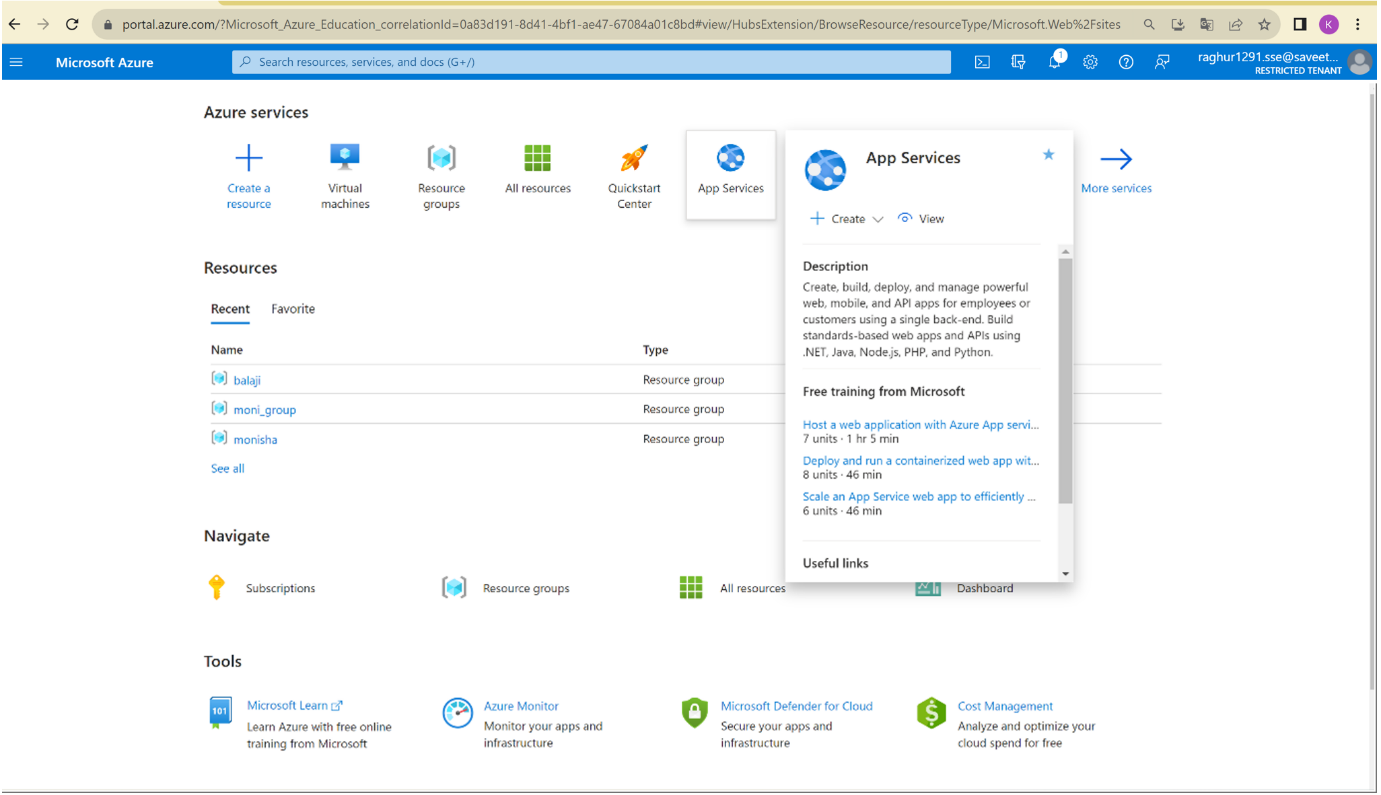 portal.azure.com/?Microsoft_Azure_Education_correlationId=0a83d191-8d41-4bf1-ae47-67084a01c8bd#view/HubsExtension/BrowseResource/resourceType/Microsoft.Web%2Fsites
K
Microsoft Azure
Search resources, services, and docs (G+/)
1
raghur1291.sse@saveet...
RESTRICTED TENANT
Azure services
Create a
resource
Virtual
machines
Resource
groups
All resources
Quickstart
Center
App Services
More services
App Services
Create
View
Description
Create, build, deploy, and manage powerful
web, mobile, and API apps for employees or
customers using a single back-end. Build
standards-based web apps and APIs using
.NET, Java, Node.js, PHP, and Python.
Free training from Microsoft
Host a web application with Azure App servi...
7 units · 1 hr 5 min
Deploy and run a containerized web app wit...
8 units · 46 min
Scale an App Service web app to efficiently ...
6 units · 46 min
Useful links
Resources
Recent
Favorite
Name
Type
balaji
Resource group
moni_group
Resource group
monisha
Resource group
See all
Navigate
Subscriptions
Resource groups
All resources
Dashboard
Tools
101
Microsoft Learn
Learn Azure with free online
training from Microsoft
Azure Monitor
Monitor your apps and
infrastructure
Microsoft Defender for Cloud
Secure your apps and
infrastructure
$
Cost Management
Analyze and optimize your
cloud spend for free